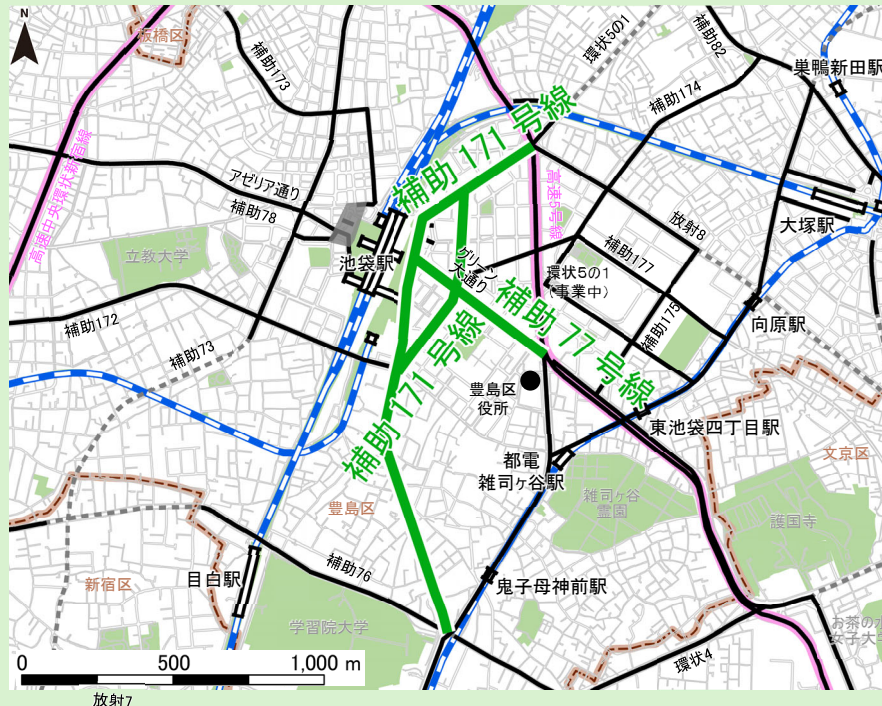 N
板橋区
補助173
環状5の1
補助82
巣鴨新田駅
補助174
補助 171 号線
高速中央環状新宿線
アゼリア通り
補助78
高速5号線
放射8
大塚駅
立教大学
池袋駅
グリーン
大通り
補助177
環状5の1
（事業中）
補助 77 号線
補助175
向原駅
補助172
補助73
補助 171 号線
豊島区
役所
東池袋四丁目駅
都電
雑司ヶ谷駅
文京区
雑司ヶ谷
霊園
護国寺
豊島区
新宿区
目白駅
補助76
鬼子母神前駅
学習院大学
お茶の水
女子大学
環状4
0 500 1,000 m
放射7